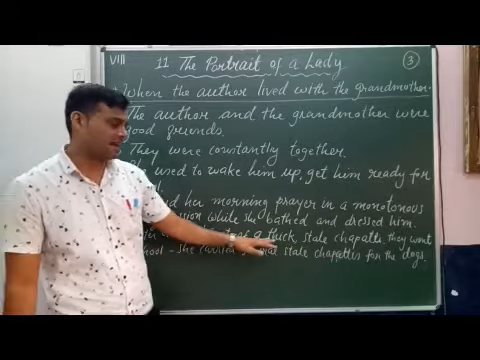 VIII 11 The Portrait of a Lady 3
When the author lived with the grandmother.
The author and the grandmother were
good friends.
They were constantly together.
used to wake him up, get him ready for
her morning prayer in a monotonous
while she bathed and dressed him.
of a thick, stale chapatti they went
she carried stale chapattis for the dogs.